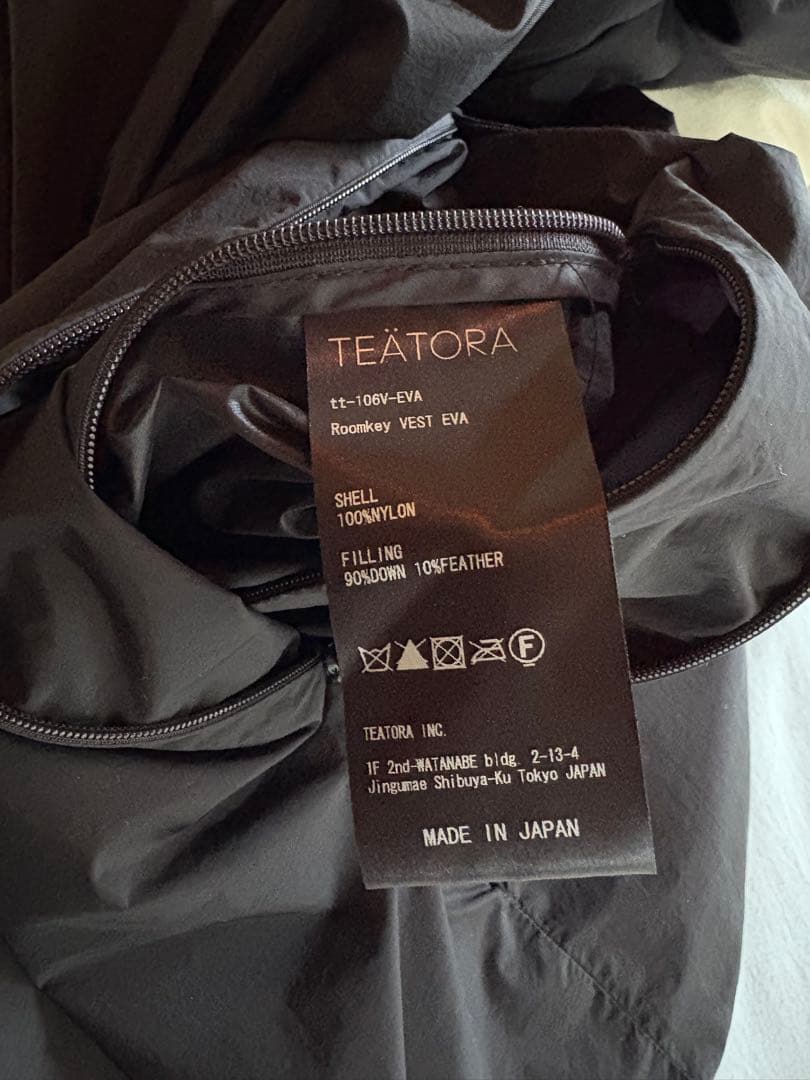 TEÄTORA
tt-106V-EVA
Roomkey VEST EVA
SHELL
100%NYLON
FILLING
90%DOWN 10%FEATHER
F
TEATORA INC.
1F 2nd-WATANABE bldg. 2-13-4
Jingumae Shibuya-Ku Tokyo JAPAN
MADE IN JAPAN